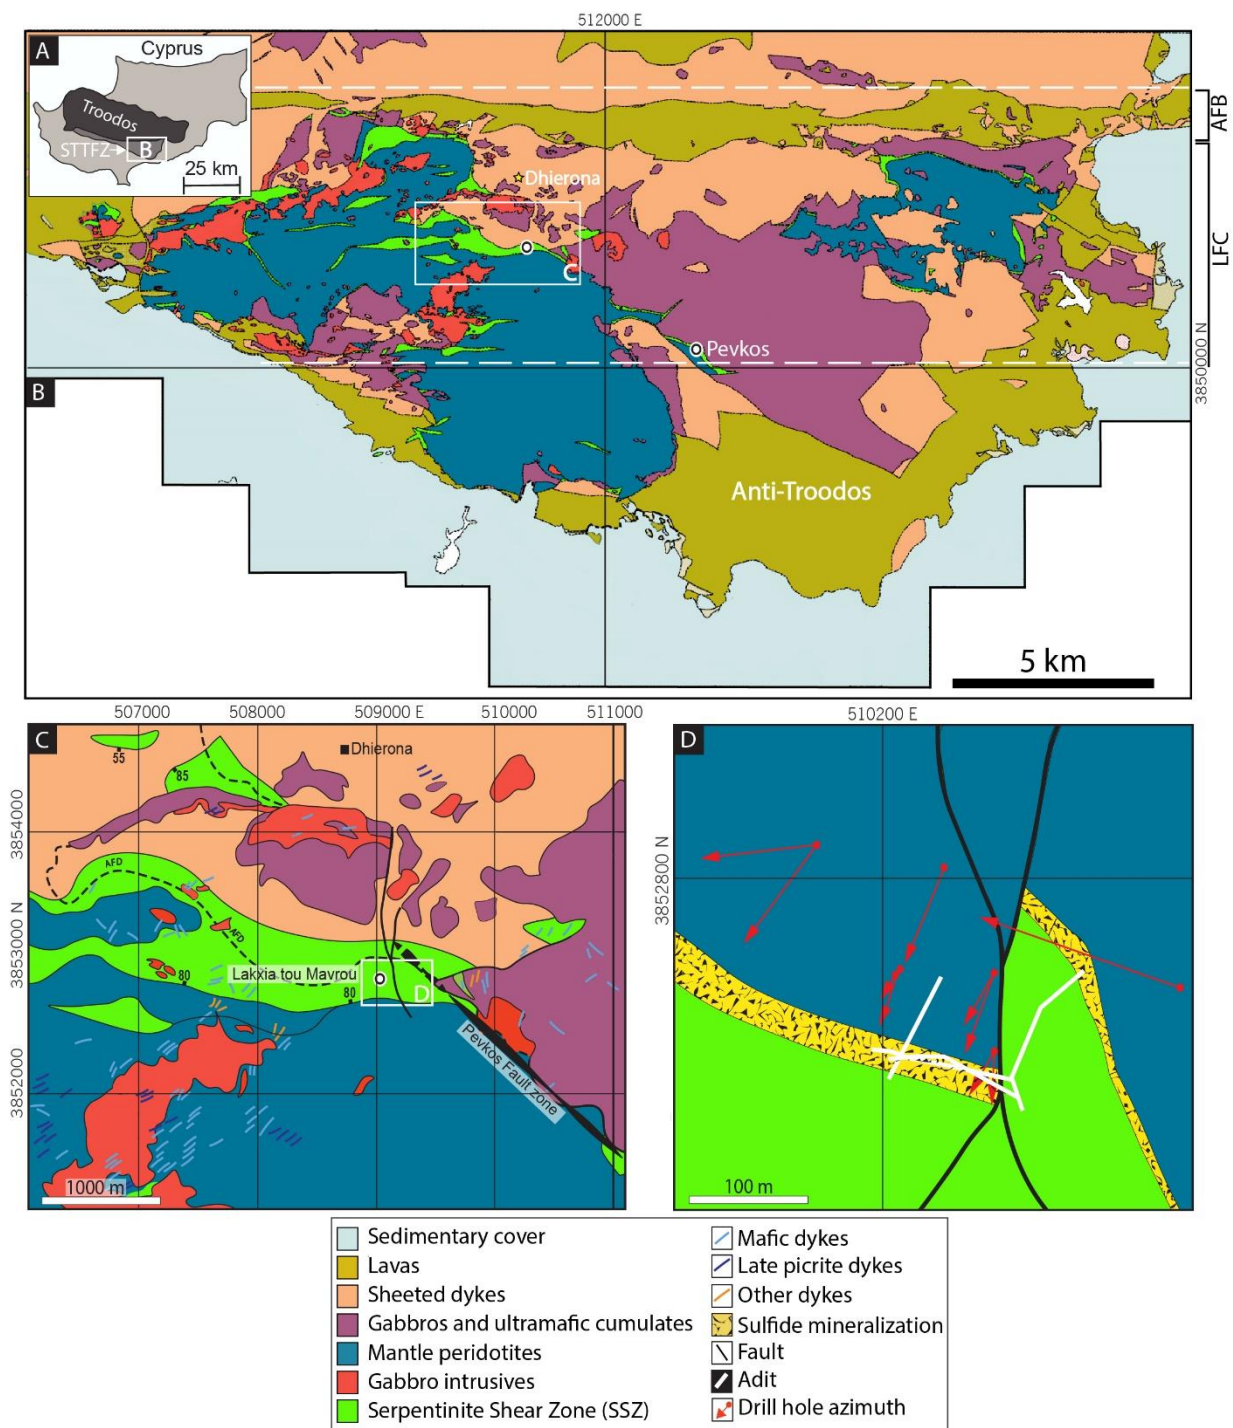 512000 E
A
Cyprus
Troodos
STTFZ
B
25 km
AFB
LFC
Dhierona
C
Pevkos
3850000 N
B
Anti-Troodos
5 km
507000
508000
509000 E
510000
511000
C
55
Dhierona
85
3854000
AFD
AFD
3853000 N
Lakxia tou Mavrou
80
80
D
Pevkos Fault zone
3852000
1000 m
510200 E
D
3852800 N
100 m
Sedimentary cover
Lavas
Sheeted dykes
Gabbros and ultramafic cumulates
Mantle peridotites
Gabbro intrusives
Serpentinite Shear Zone (SSZ)
Mafic dykes
Late picrite dykes
Other dykes
Sulfide mineralization
Fault
Adit
Drill hole azimuth